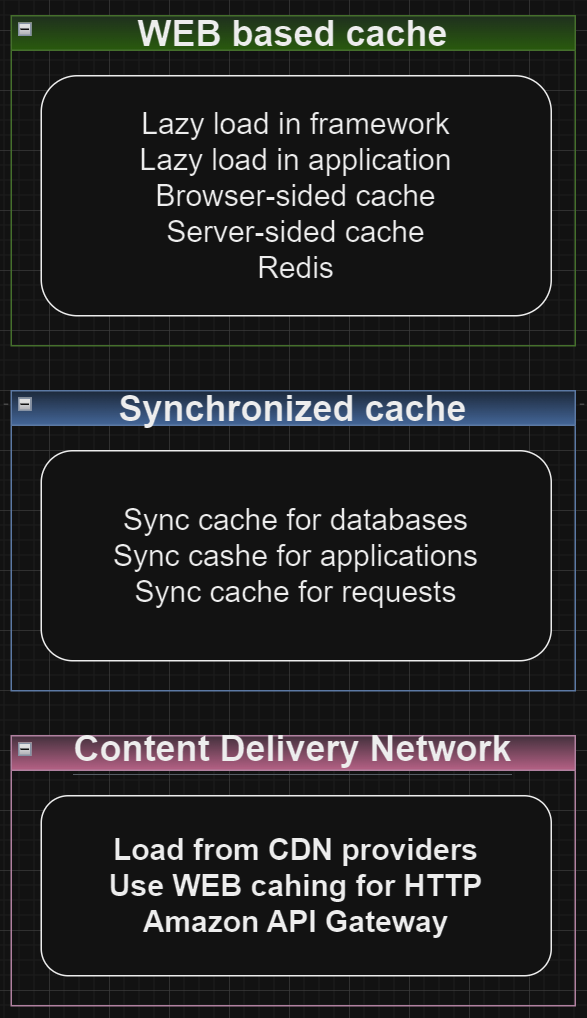 WEB based cache
Lazy load in framework
Lazy load in application
Browser-sided cache
Server-sided cache
Redis
Synchronized cache
Sync cache for databases
Sync cashe for applications
Sync cache for requests
Content Delivery Network
Load from CDN providers
Use WEB cahing for HTTP
Amazon API Gateway